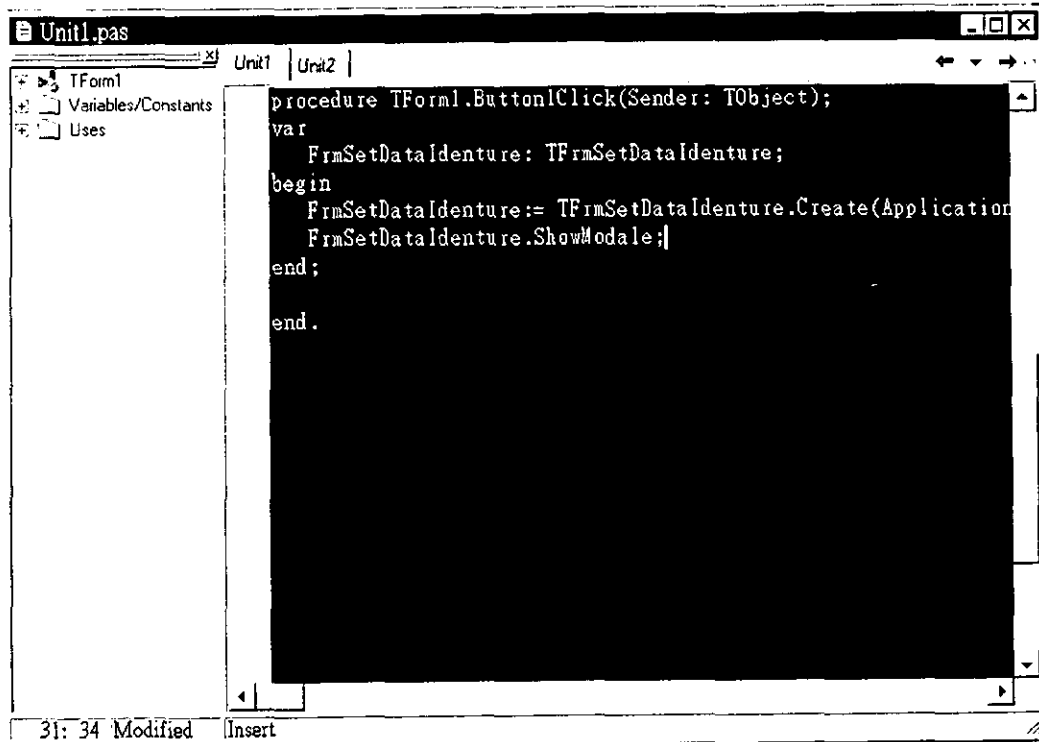 Unit1.pas
TForm1
Variables/Constants
Uses
Unit1 Unit2
procedure TForm1.Button1Click(Sender: TObject);
var
FrmSetDataIdenture: TFrmSetDataIdenture;
begin
FrmSetDataIdenture:= TFrmSetDataIdenture.Create(Application
FrmSetDataIdenture.ShowModale;
end;
end.
31: 34 Modified Insert